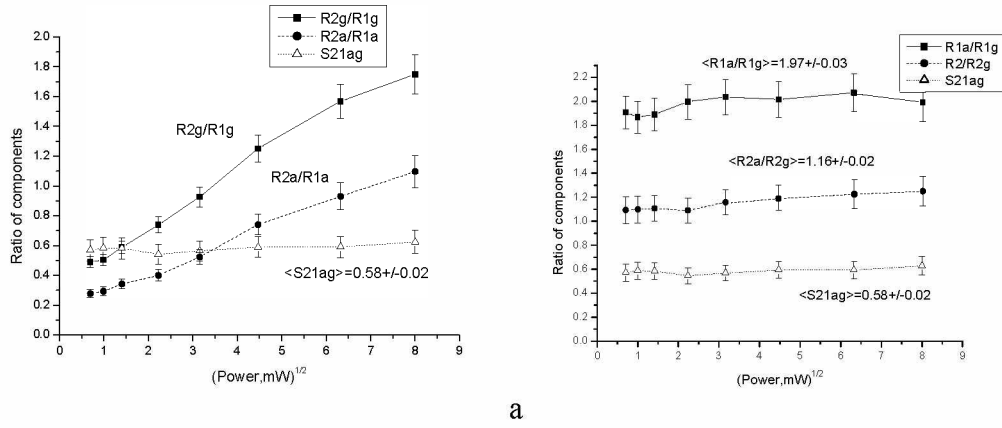 R2g/R1g
R2a/R1a
S21ag
2.0
1.8
1.6
1.4
1.2
1.0
0.8
0.6
0.4
0.2
0.0
Ratio of components
R2g/R1g
R2a/R1a
<S21ag>=0.58+/-0.02
0 1 2 3 4 5 6 7 8 9
(Power,mW)1/2
R1a/R1g
R2/R2g
S21ag
2.2
2.0
1.8
1.6
1.4
1.2
1.0
0.8
0.6
0.4
0.2
0.0
Ratio of components
<R1a/R1g>=1.97+/-0.03
<R2a/R2g>=1.16+/-0.02
<S21ag>=0.58+/-0.02
0 1 2 3 4 5 6 7 8 9
(Power,mW)1/2
a